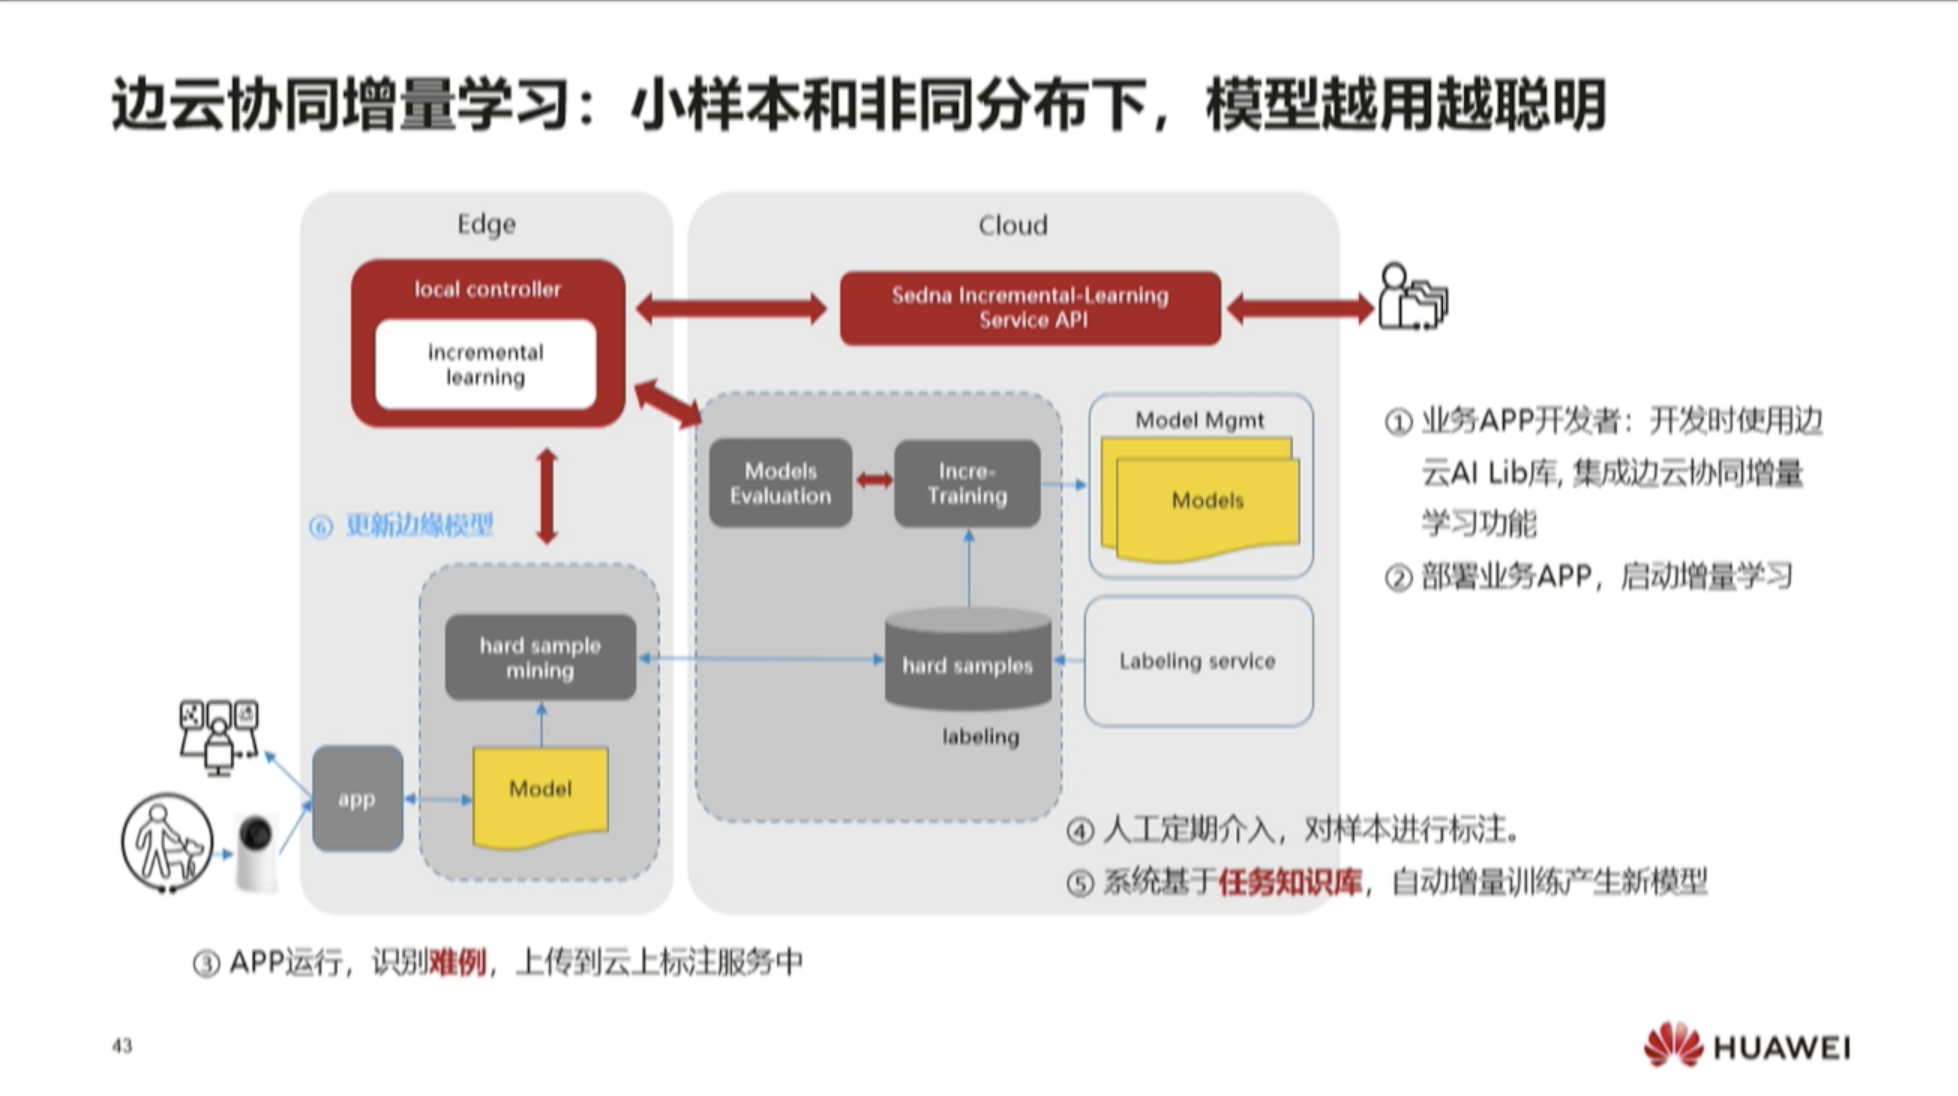 边云协同增量学习：小样本和非同分布下，模型越用越聪明
Edge
Cloud
local controller
incremental
learning
Sedna Incremental-Learning
Service API
Models
Evaluation
Incre-
Training
Model Mgmt
Models
① 业务APP开发者：开发时使用边
云AI Lib库, 集成边云协同增量
学习功能
② 部署业务APP，启动增量学习
⑥ 更新边缘模型
hard sample
mining
hard samples
labeling
Labeling service
app
Model
④ 人工定期介入，对样本进行标注。
⑤ 系统基于任务知识库，自动增量训练产生新模型
③ APP运行，识别难例，上传到云上标注服务中
43
HUAWEI